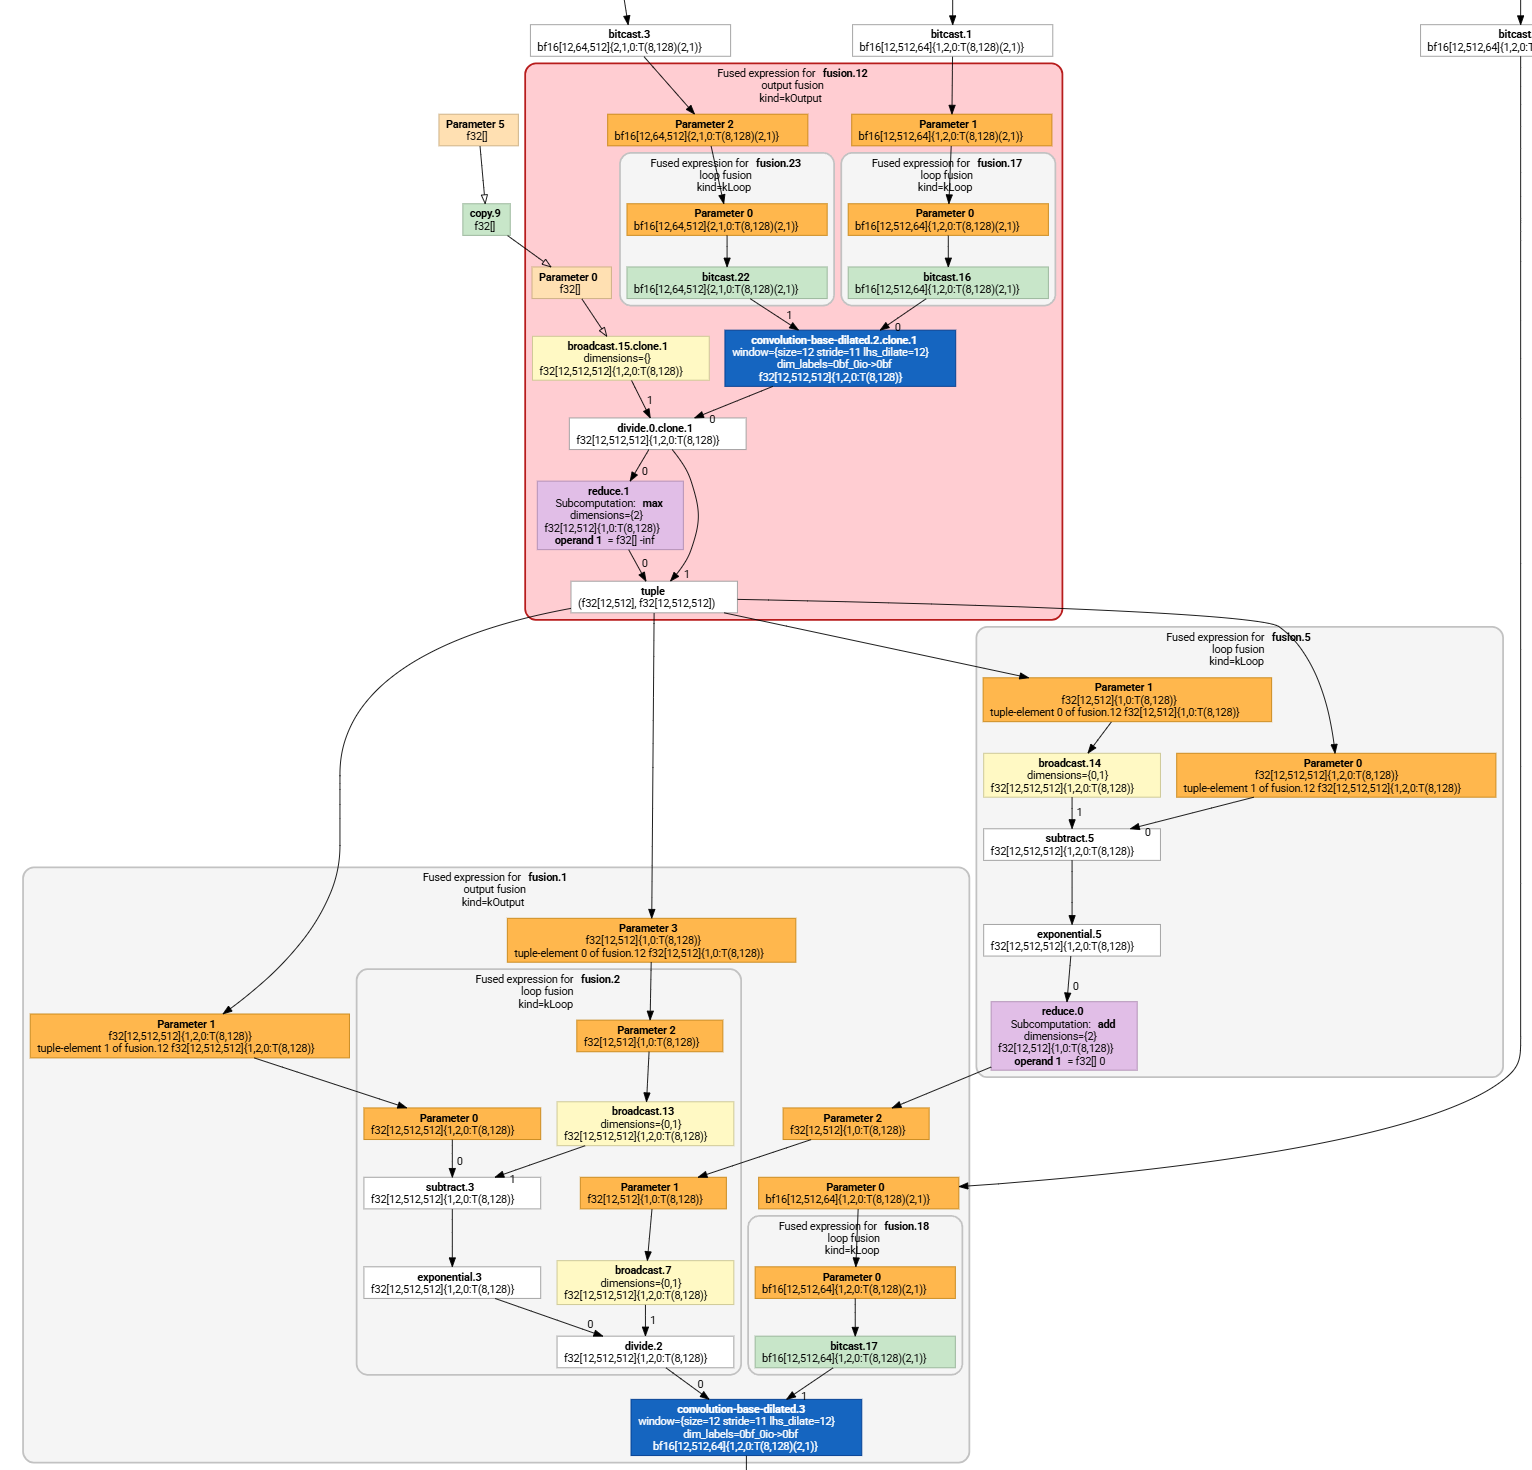 bitcast.3
bf16[12,64,512]{2,1,0:T(8,128)(2,1)}
bitcast.1
bf16[12,512,64]{1,2,0:T(8,128)(2,1)}
bitcast.
bf16[12,512,64]{1,2,0:T
Fused expression for fusion.12
output fusion
kind=kOutput
Parameter 5
f32[]
Parameter 2
bf16[12,64,512]{2,1,0:T(8,128)(2,1)}
Parameter 1
bf16[12,512,64]{1,2,0:T(8,128)(2,1)}
Fused expression for fusion.23
loop fusion
kind=kLoop
Fused expression for fusion.17
loop fusion
kind=kLoop
copy.9
f32[]
Parameter 0
bf16[12,64,512]{2,1,0:T(8,128)(2,1)}
Parameter 0
bf16[12,512,64]{1,2,0:T(8,128)(2,1)}
Parameter 0
f32[]
bitcast.22
bf16[12,64,512]{2,1,0:T(8,128)(2,1)}
bitcast.16
bf16[12,512,64]{1,2,0:T(8,128)(2,1)}
1
0
broadcast.15.clone.1
dimensions={}
f32[12,512,512]{1,2,0:T(8,128)}
convolution-base-dilated.2.clone.1
window={size=12 stride=11 lhs_dilate=12}
dim_labels=0bf_0io->0bf
f32[12,512,512]{1,2,0:T(8,128)}
1
0
divide.0.clone.1
f32[12,512,512]{1,2,0:T(8,128)}
0
reduce.1
Subcomputation: max
dimensions={2}
f32[12,512]{1,0:T(8,128)}
operand 1 = f32[] -inf
0
1
tuple
(f32[12,512], f32[12,512,512])
Fused expression for fusion.5
loop fusion
kind=kLoop
Parameter 1
f32[12,512]{1,0:T(8,128)}
tuple-element 0 of fusion.12 f32[12,512]{1,0:T(8,128)}
broadcast.14
dimensions={0,1}
f32[12,512,512]{1,2,0:T(8,128)}
Parameter 0
f32[12,512,512]{1,2,0:T(8,128)}
tuple-element 1 of fusion.12 f32[12,512,512]{1,2,0:T(8,128)}
1
0
subtract.5
f32[12,512,512]{1,2,0:T(8,128)}
exponential.5
f32[12,512,512]{1,2,0:T(8,128)}
0
reduce.0
Subcomputation: add
dimensions={2}
f32[12,512]{1,0:T(8,128)}
operand 1 = f32[] 0
Fused expression for fusion.1
output fusion
kind=kOutput
Parameter 3
f32[12,512]{1,0:T(8,128)}
tuple-element 0 of fusion.12 f32[12,512]{1,0:T(8,128)}
Fused expression for fusion.2
loop fusion
kind=kLoop
Parameter 1
f32[12,512,512]{1,2,0:T(8,128)}
tuple-element 1 of fusion.12 f32[12,512,512]{1,2,0:T(8,128)}
Parameter 2
f32[12,512]{1,0:T(8,128)}
Parameter 0
f32[12,512,512]{1,2,0:T(8,128)}
broadcast.13
dimensions={0,1}
f32[12,512,512]{1,2,0:T(8,128)}
Parameter 2
f32[12,512]{1,0:T(8,128)}
0
1
subtract.3
f32[12,512,512]{1,2,0:T(8,128)}
Parameter 1
f32[12,512]{1,0:T(8,128)}
Parameter 0
bf16[12,512,64]{1,2,0:T(8,128)(2,1)}
Fused expression for fusion.18
loop fusion
kind=kLoop
exponential.3
f32[12,512,512]{1,2,0:T(8,128)}
broadcast.7
dimensions={0,1}
f32[12,512,512]{1,2,0:T(8,128)}
Parameter 0
bf16[12,512,64]{1,2,0:T(8,128)(2,1)}
0
1
divide.2
f32[12,512,512]{1,2,0:T(8,128)}
bitcast.17
bf16[12,512,64]{1,2,0:T(8,128)(2,1)}
0
1
convolution-base-dilated.3
window={size=12 stride=11 lhs_dilate=12}
dim_labels=0bf_0io->0bf
bf16[12,512,64]{1,2,0:T(8,128)(2,1)}